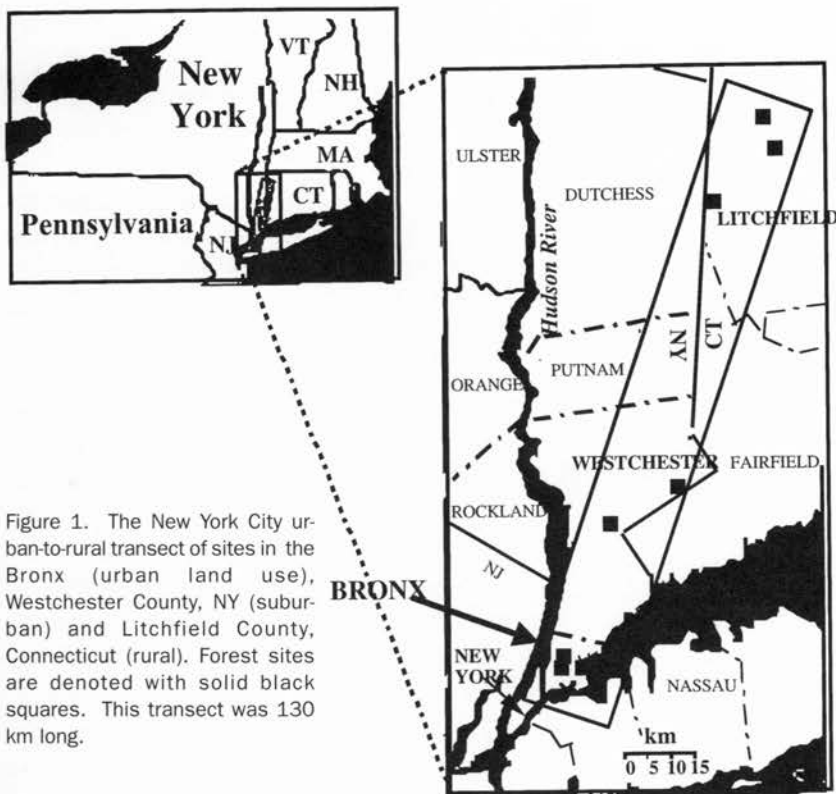 VT
New
York
NH
MA
Pennsylvania
CT
NJ
ULSTER
DUTCHESS
LITCHFIELD
Hudson River
NY
CT
PUTNAM
ORANGE
WESTCHESTER
FAIRFIELD
ROCKLAND
NJ
BRONX
NEW
YORK
NASSAU
km
0 5 10 15
Figure 1. The New York City ur-
ban-to-rural transect of sites in the
Bronx (urban land use),
Westchester County, NY (subur-
ban) and Litchfield County,
Connecticut (rural). Forest sites
are denoted with solid black
squares. This transect was 130
km long.